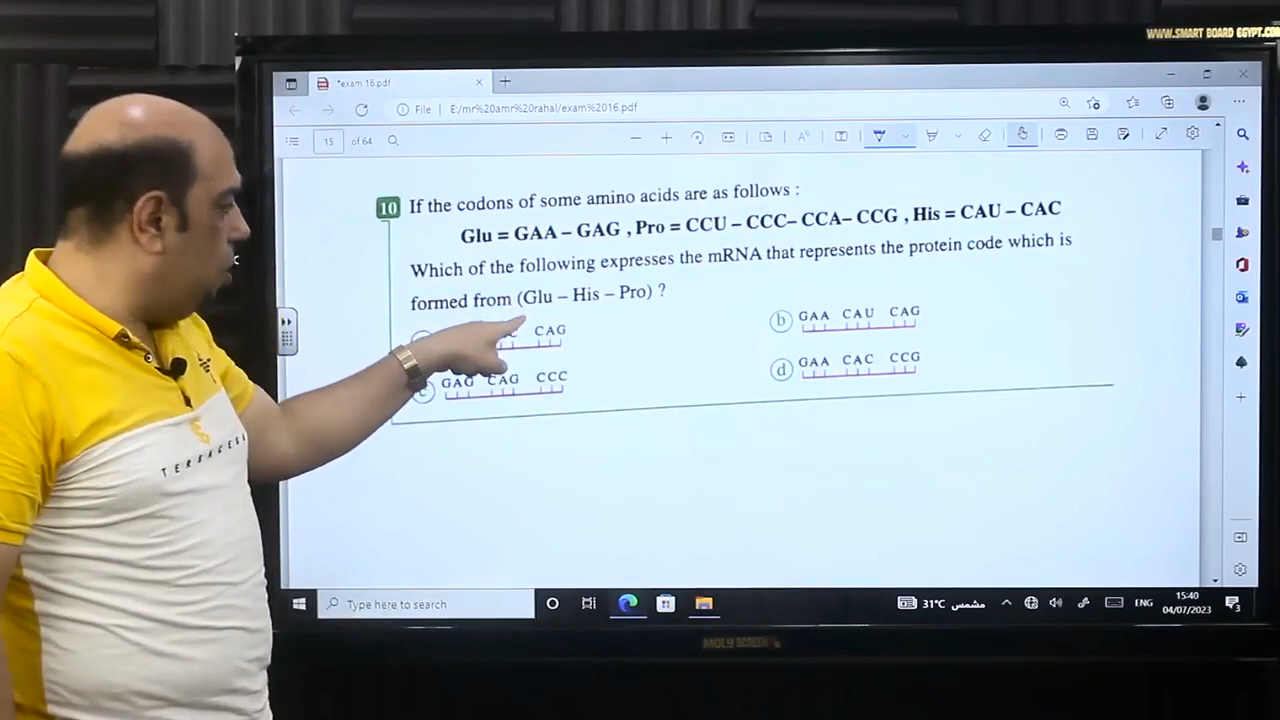 WWW.SMART BOARD EGYPT.COM
*exam 16.pdf
File E:/mr%20amr%20rahal/exam%2016.pdf
15 of 64
10 If the codons of some amino acids are as follows :
Glu = GAA – GAG , Pro = CCU – CCC– CCA– CCG , His = CAU – CAC
Which of the following expresses the mRNA that represents the protein code which is
formed from (Glu – His – Pro) ?
CAG
b GAA CAU CAG
GAG CAG CCC
d GAA CAC CCG
TERSACESS
Type here to search
31°C مشمس
ENG
15:40
04/07/2023
3
MOLY SCREEN